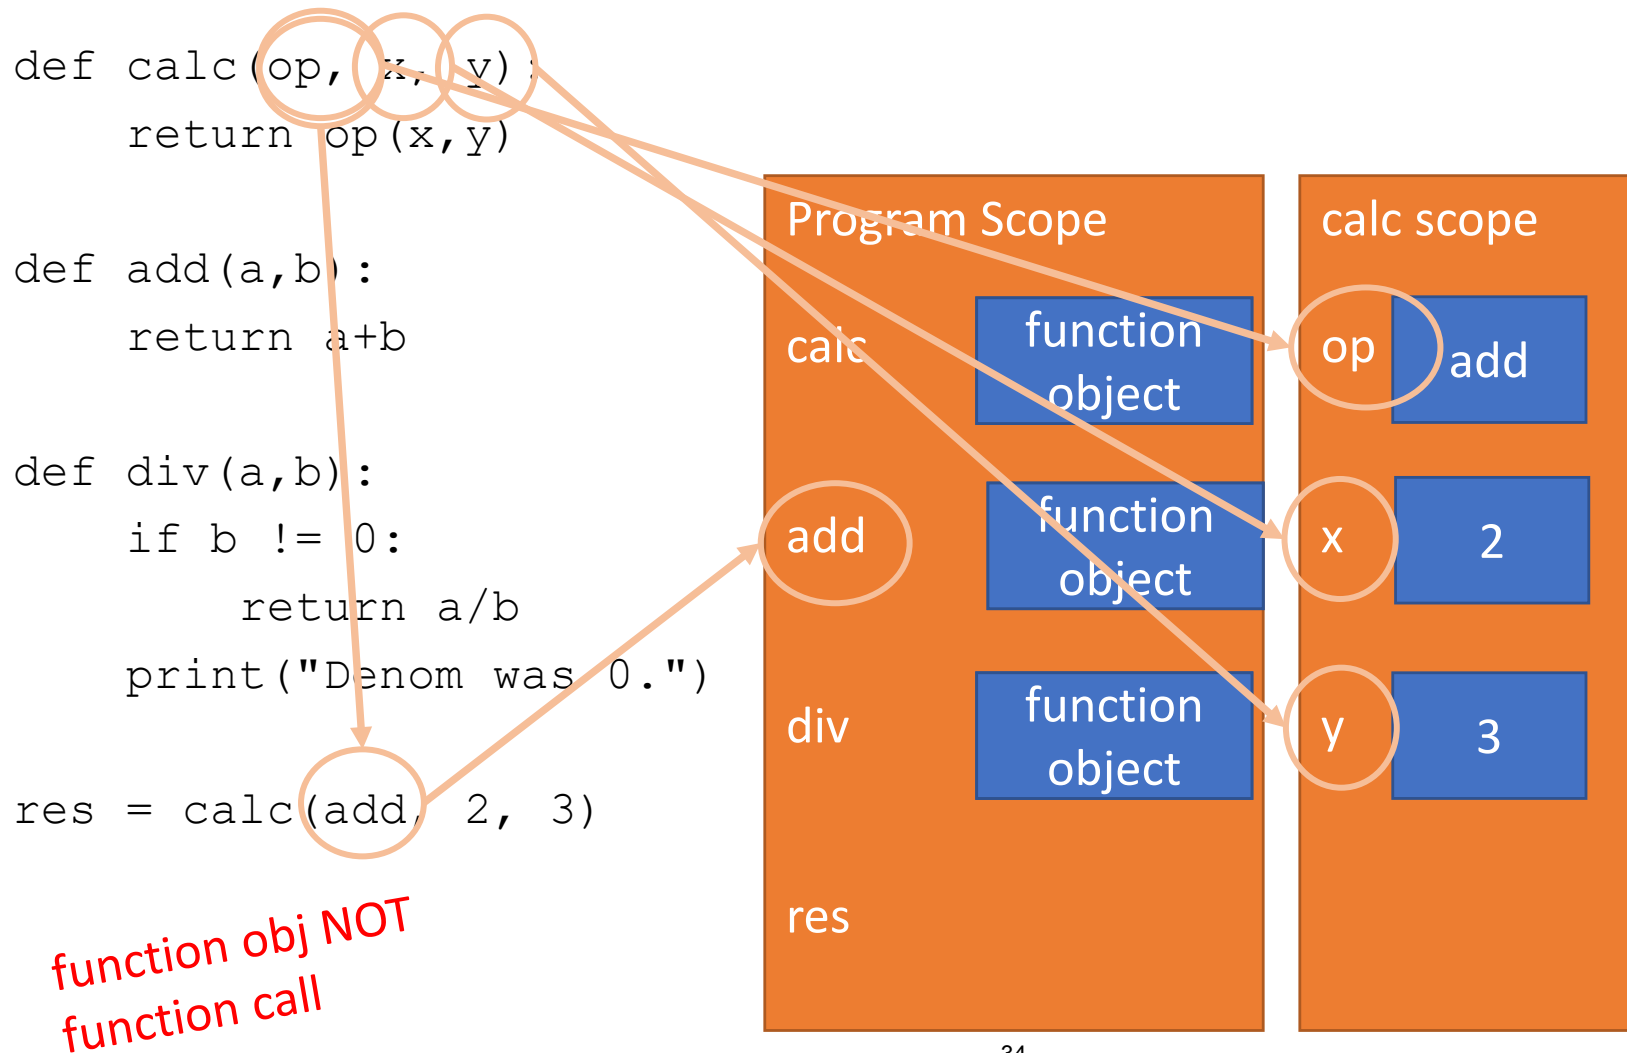 def calc(op, x, y):
    return op(x,y)
def add(a,b):
    return a+b
def div(a,b):
    if b != 0:
        return a/b
    print("Denom was 0.")
res = calc(add, 2, 3)
function obj NOT
function call
Program Scope
calc
function
object
add
function
object
div
function
object
res
calc scope
op
add
x
2
y
3
34